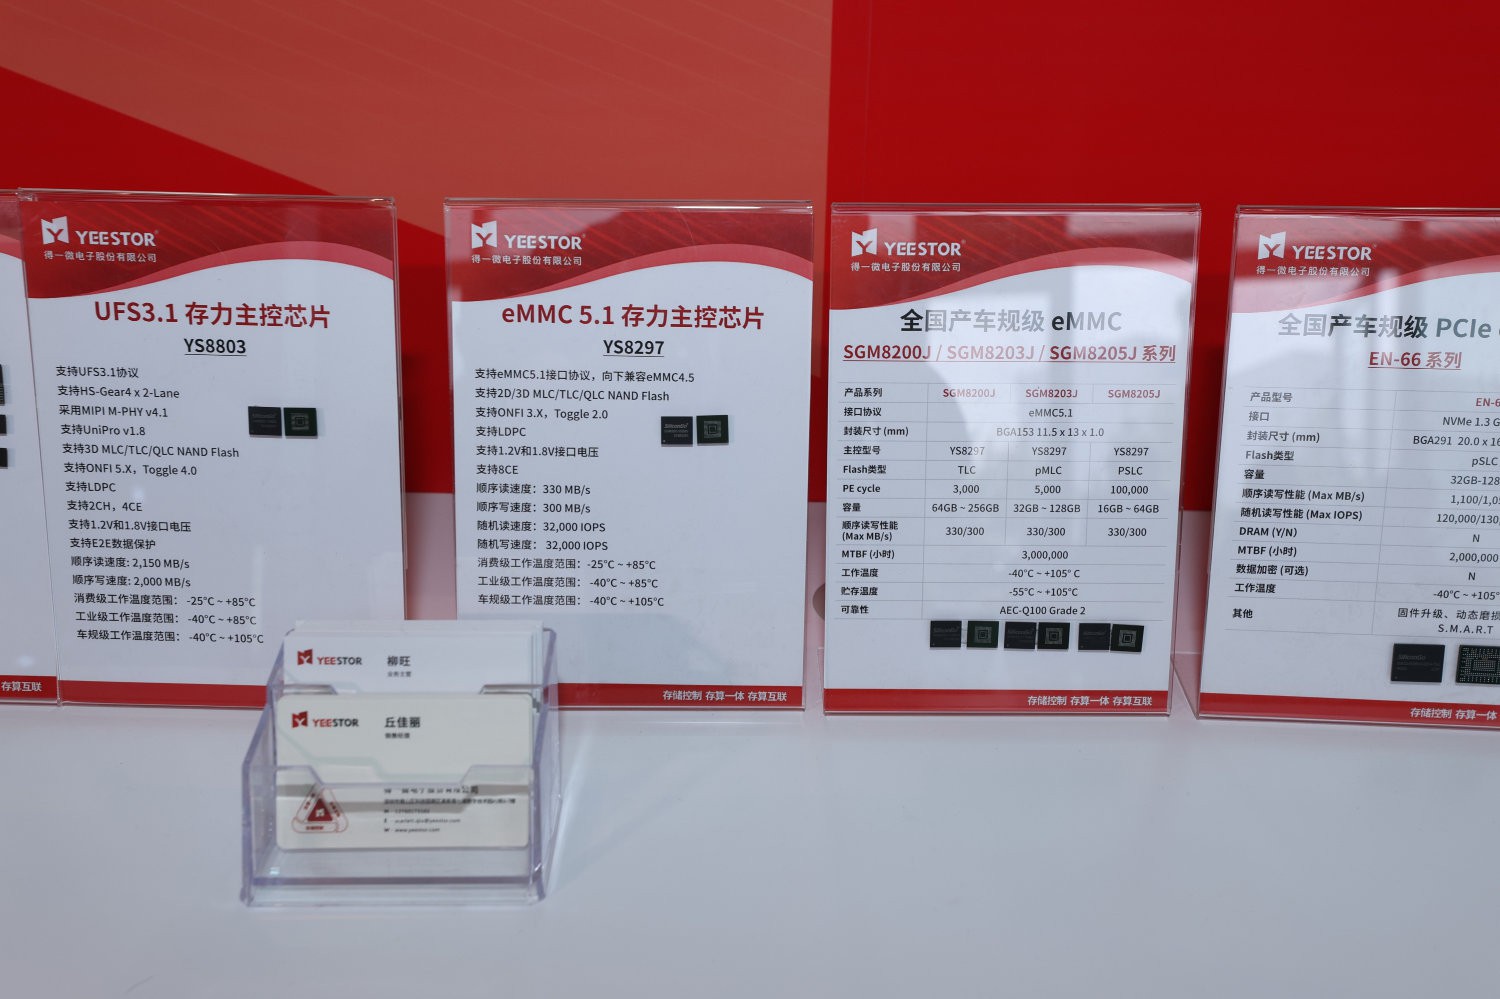 存算互联
YEESTOR
得一微电子股份有限公司
UFS3.1 存力主控芯片
YS8803
支持UFS3.1协议
支持HS-Gear4 x 2-Lane
采用MIPI M-PHY v4.1
支持UniPro v1.8
支持3D MLC/TLC/QLC NAND Flash
支持ONFI 5.X，Toggle 4.0
支持LDPC
支持2CH，4CE
支持1.2V和1.8V接口电压
支持E2E数据保护
顺序读速度: 2,150 MB/s
顺序写速度: 2,000 MB/s
消费级工作温度范围： -25°C ~ +85°C
工业级工作温度范围： -40°C ~ +85°C
车规级工作温度范围： -40°C ~ +105°C
YEESTOR
得一微电子股份有限公司
eMMC 5.1 存力主控芯片
YS8297
支持eMMC5.1接口协议，向下兼容eMMC4.5
支持2D/3D MLC/TLC/QLC NAND Flash
支持ONFI 3.X，Toggle 2.0
支持LDPC
支持1.2V和1.8V接口电压
支持8CE
顺序读速度：330 MB/s
顺序写速度：300 MB/s
随机读速度：32,000 IOPS
随机写速度： 32,000 IOPS
消费级工作温度范围：-25°C ~ +85°C
工业级工作温度范围： -40°C ~ +85°C
车规级工作温度范围： -40°C ~ +105°C
存储控制 存算一体 存算互联
YEESTOR
得一微电子股份有限公司
全国产车规级 eMMC
SGM8200J / SGM8203J / SGM8205J 系列
产品系列 SGM8200J SGM8203J SGM8205J
接口协议 eMMC5.1
封装尺寸 (mm) BGA153 11.5 x 13 x 1.0
主控型号 YS8297 YS8297 YS8297
Flash类型 TLC pMLC PSLC
PE cycle 3,000 5,000 100,000
容量 64GB ~ 256GB 32GB ~ 128GB 16GB ~ 64GB
顺序读写性能 (Max MB/s) 330/300 330/300 330/300
MTBF (小时) 3,000,000
工作温度 -40°C ~ +105° C
贮存温度 -55°C ~ +105°C
可靠性 AEC-Q100 Grade 2
存储控制 存算一体 存算互联
YEESTOR
得一微电子股份有限公司
全国产车规级 PCIe
EN-66 系列
产品型号 EN-6
接口 NVMe 1.3 G
封装尺寸 (mm) BGA291 20.0 x 16
Flash类型 pSLC
容量 32GB-128
顺序读写性能 (Max MB/s) 1,100/1,0
随机读写性能 (Max IOPS) 120,000/130
DRAM (Y/N) N
MTBF (小时) 2,000,000
数据加密 (可选) N
工作温度 -40°C ~ +105°
其他 固件升级、动态磨损
S.M.A.R.T
存储控制 存算一体
YEESTOR 柳旺
YEESTOR 丘佳丽
www.yeestor.com